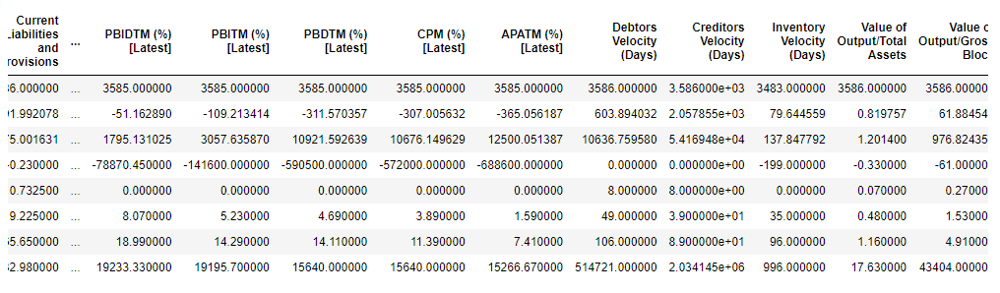 Current
iabilities
and
rovisions
...
PBIDTM (%)
[Latest]
PBITM (%)
[Latest]
PBDTM (%)
[Latest]
CPM (%)
[Latest]
APATM (%)
[Latest]
Debtors
Velocity
(Days)
Creditors
Velocity
(Days)
Inventory
Velocity
(Days)
Value of
Output/Total
Assets
Value
Output/Gros
Bloc
36.000000 ... 3585.000000 3585.000000 3585.000000 3585.000000 3585.000000 3586.000000 3.586000e+03 3483.000000 3586.000000 3586.00000
01.992078 ... -51.162890 -109.213414 -311.570357 -307.005632 -365.056187 603.894032 2.057855e+03 79.644559 0.819757 61.88454
75.001631 ... 1795.131025 3057.635870 10921.592639 10676.149629 12500.051387 10636.759580 5.416948e+04 137.847792 1.201400 976.82435
0.230000 ... -78870.450000 -141600.000000 -590500.000000 -572000.000000 -688600.000000 0.000000 0.000000e+00 -199.000000 -0.330000 -61.00000
0.732500 ... 0.000000 0.000000 0.000000 0.000000 0.000000 8.000000 8.000000e+00 0.000000 0.070000 0.27000
9.225000 ... 8.070000 5.230000 4.690000 3.890000 1.590000 49.000000 3.900000e+01 35.000000 0.480000 1.53000
55.650000 ... 18.990000 14.290000 14.110000 11.390000 7.410000 106.000000 8.900000e+01 96.000000 1.160000 4.91000
52.980000 ... 19233.330000 19195.700000 15640.000000 15640.000000 15266.670000 514721.000000 2.034145e+06 996.000000 17.630000 43404.00000